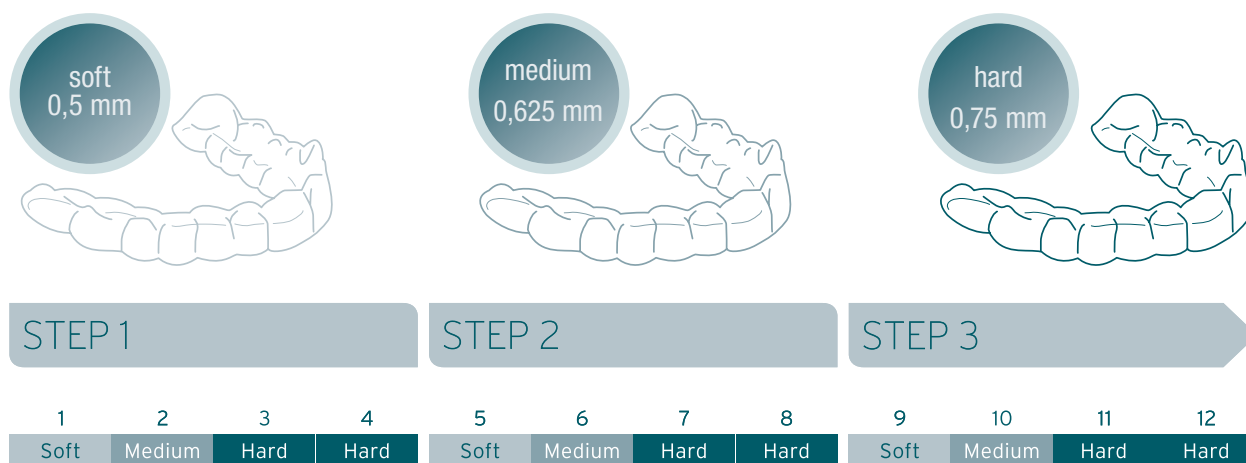 soft
0,5 mm
medium
0,625 mm
hard
0,75 mm
STEP 1
STEP 2
STEP 3
1 2 3 4 5 6 7 8 9 10 11 12
Soft Medium Hard Hard Soft Medium Hard Hard Soft Medium Hard Hard